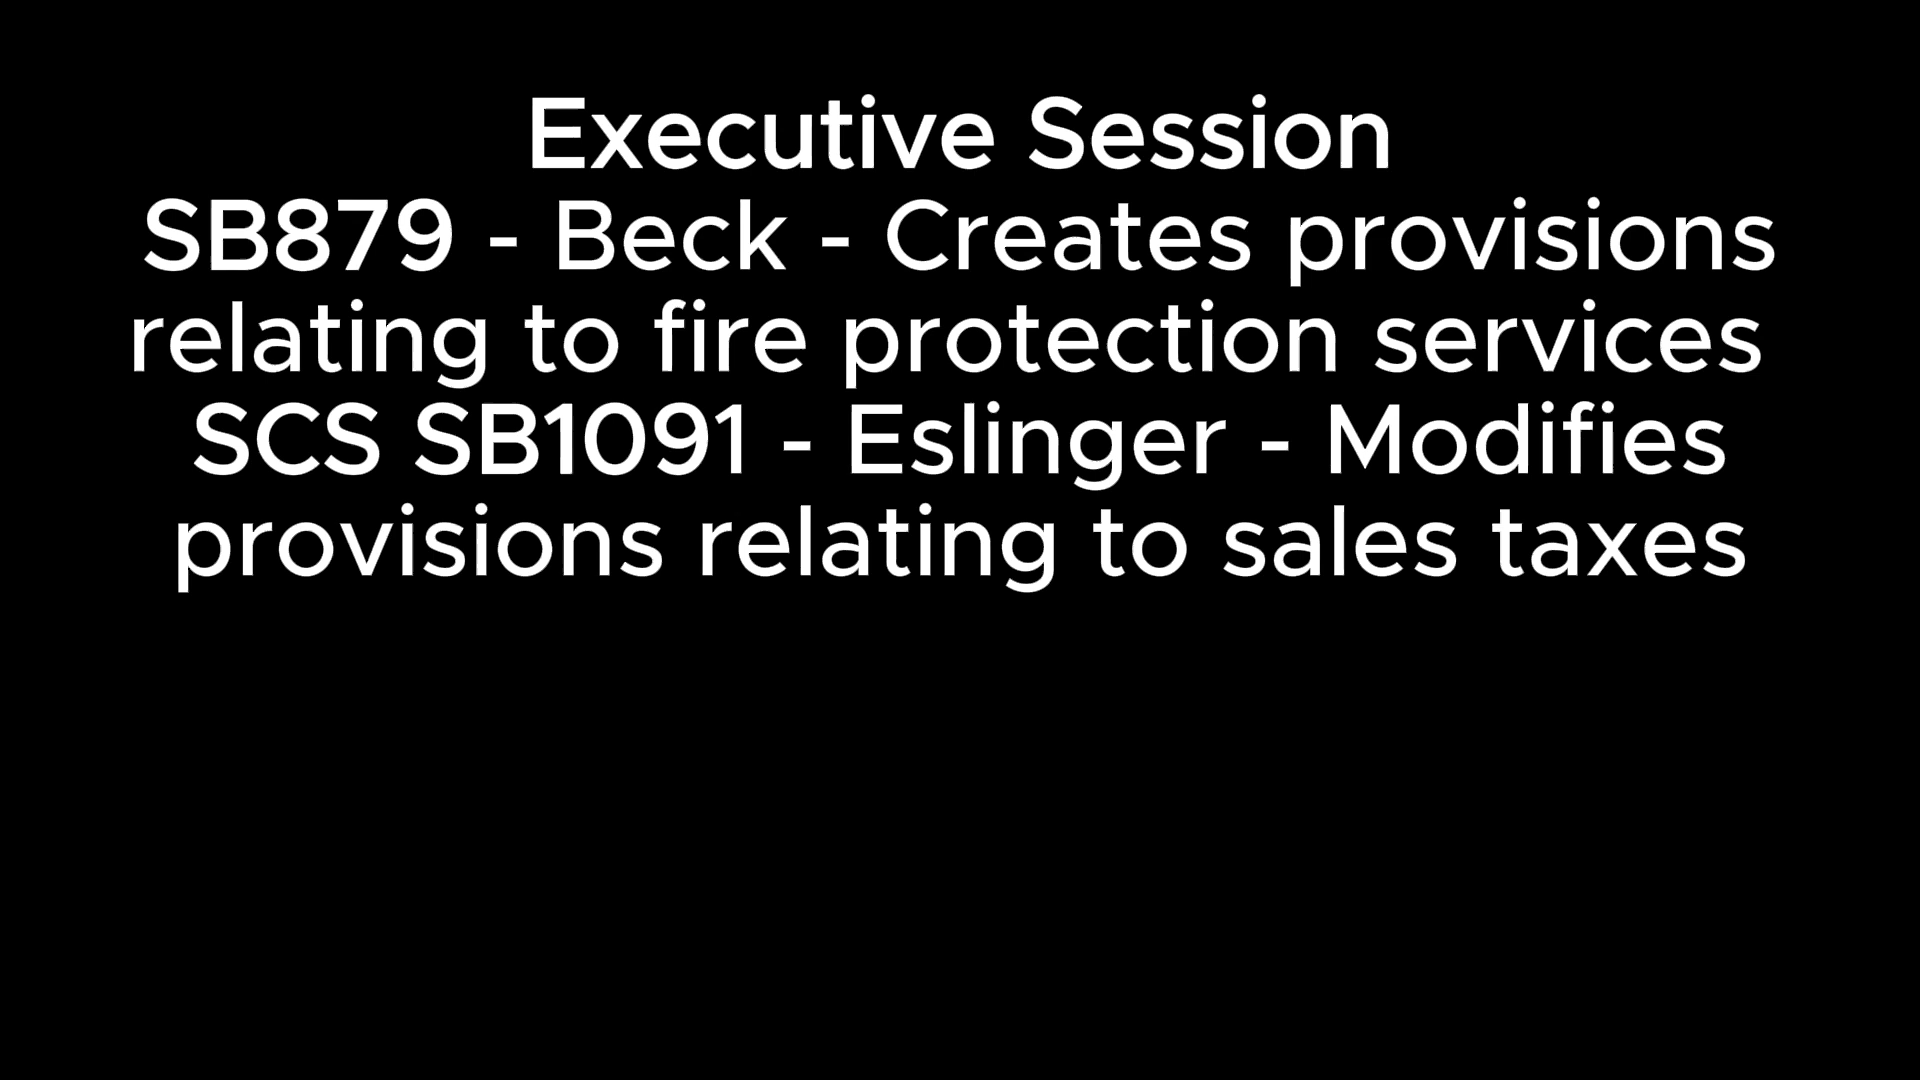 Executive Session
SB879 - Beck - Creates provisions
relating to fire protection services
SCS SB1091 - Eslinger - Modifies
provisions relating to sales taxes